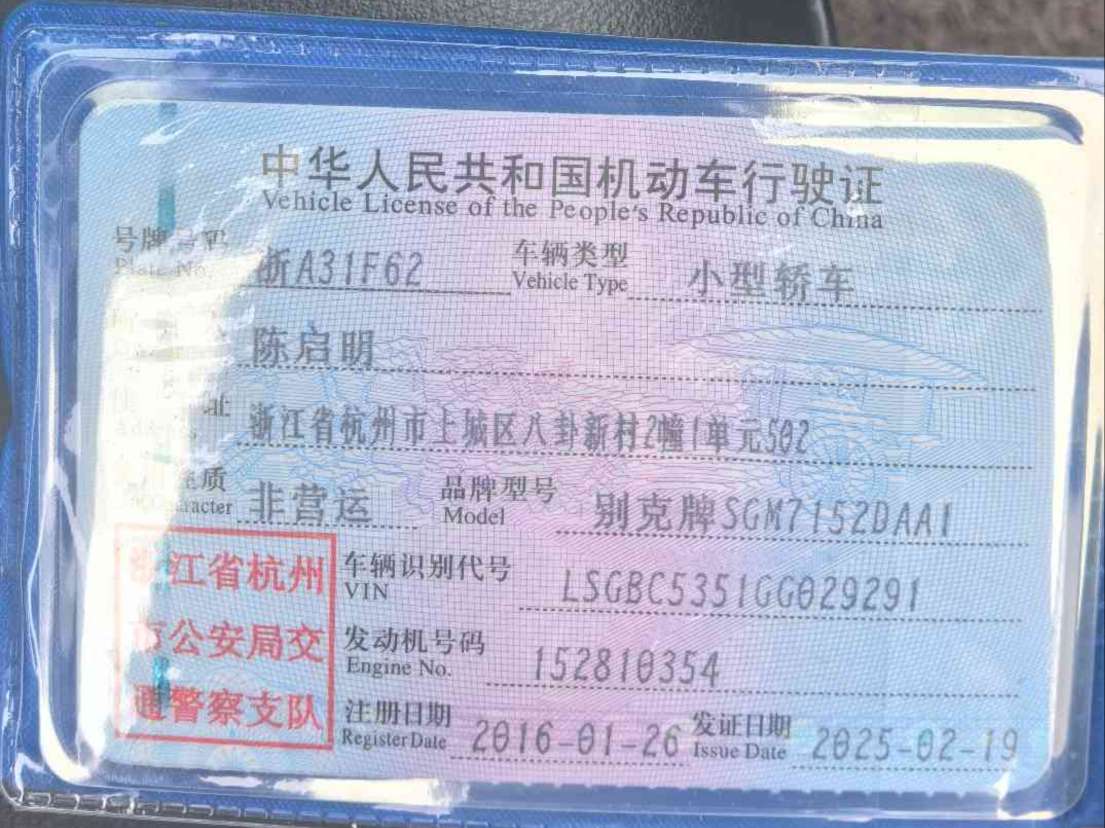 中华人民共和国机动车行驶证
Vehicle License of the People's Republic of China
号牌号码 浙A31F62 车辆类型 小型轿车
Plate No. Vehicle Type
陈启明
址 浙江省杭州市上城区八卦新村2幢1单元502
性质 非营运 品牌型号 别克牌SGM7152DAA1
Character Model
浙江省杭州
市公安局交
通警察支队
车辆识别代号 LSGBC5351GG029291
VIN
发动机号码 152810354
Engine No.
注册日期 2016-01-26 发证日期 2025-02-19
Register Date Issue Date